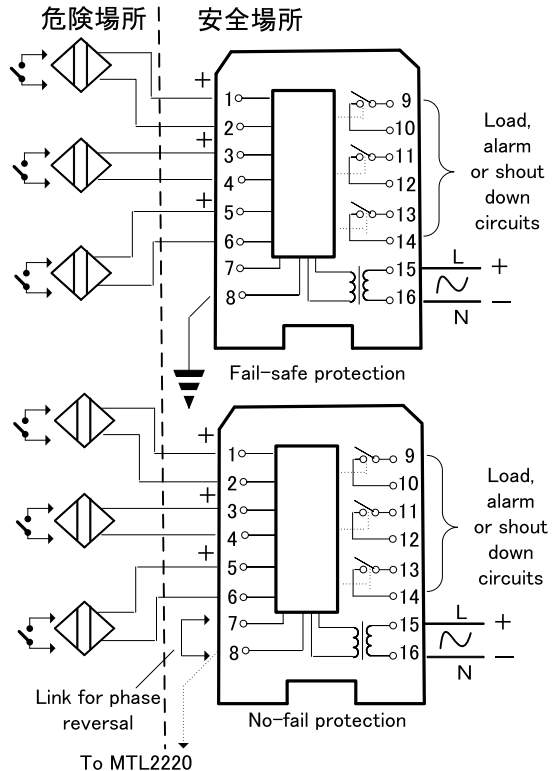 危険場所
安全場所
+
1
2
+
3
4
+
5
6
7
8
9
10
11
12
13
14
15
16
Load,
alarm
or shout
down
circuits
L
+
N
−
Fail-safe protection
+
1
2
+
3
4
+
5
6
7
8
9
10
11
12
13
14
15
16
Load,
alarm
or shout
down
circuits
L
+
N
−
Link for phase
reversal
No-fail protection
To MTL2220